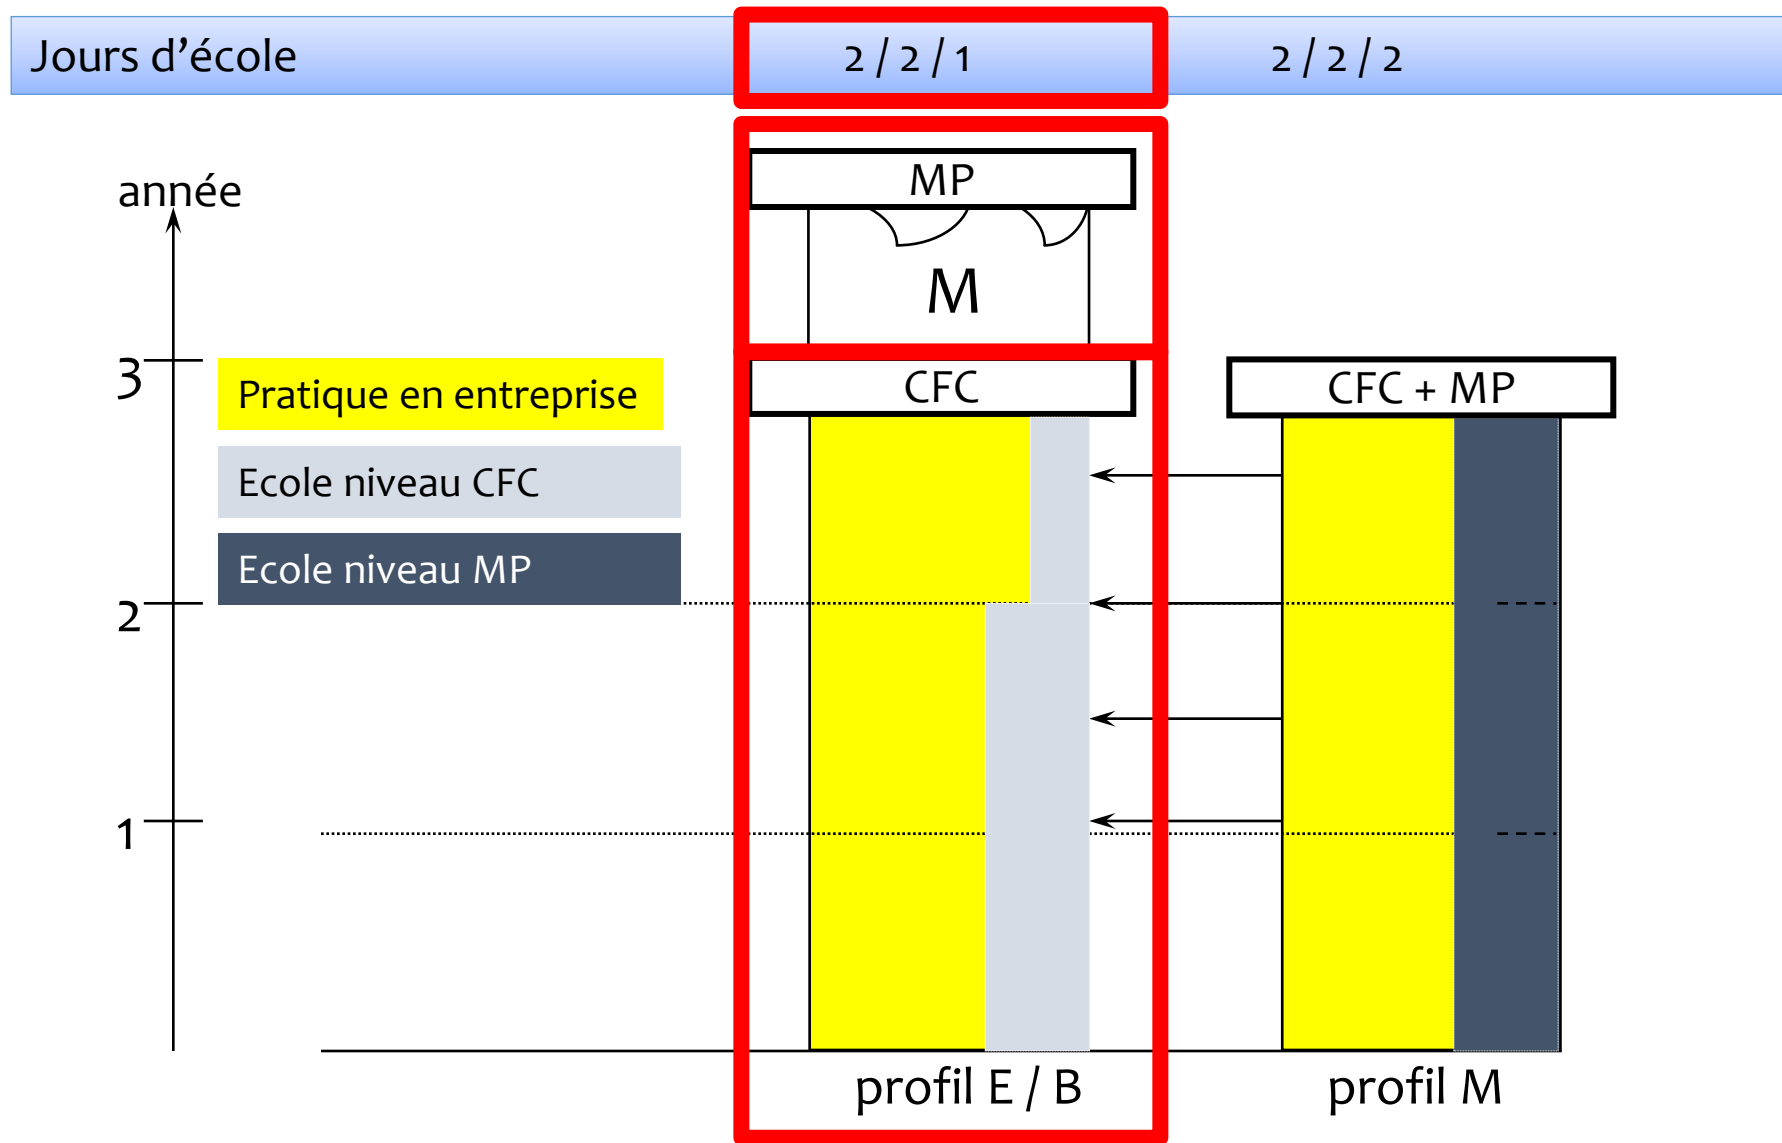 Jours d’école 2 / 2 / 1 2 / 2 / 2
année
MP
M
3
Pratique en entreprise
CFC
CFC + MP
Ecole niveau CFC
Ecole niveau MP
2
1
profil E / B
profil M